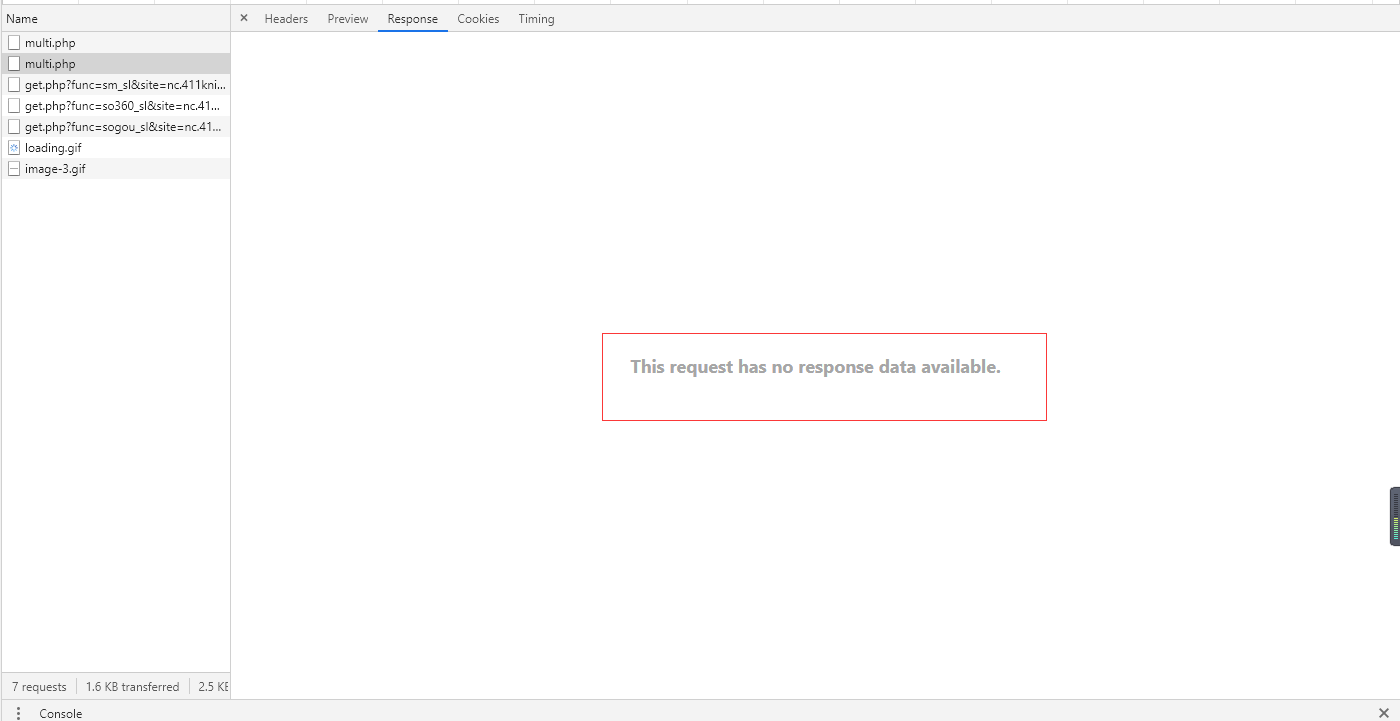 Name
Headers Preview Response Cookies Timing
multi.php
multi.php
get.php?func=sm_sl&site=nc.411kni...
get.php?func=so360_sl&site=nc.41...
get.php?func=sogou_sl&site=nc.41...
loading.gif
image-3.gif
This request has no response data available.
7 requests 1.6 KB transferred 2.5 KB
Console